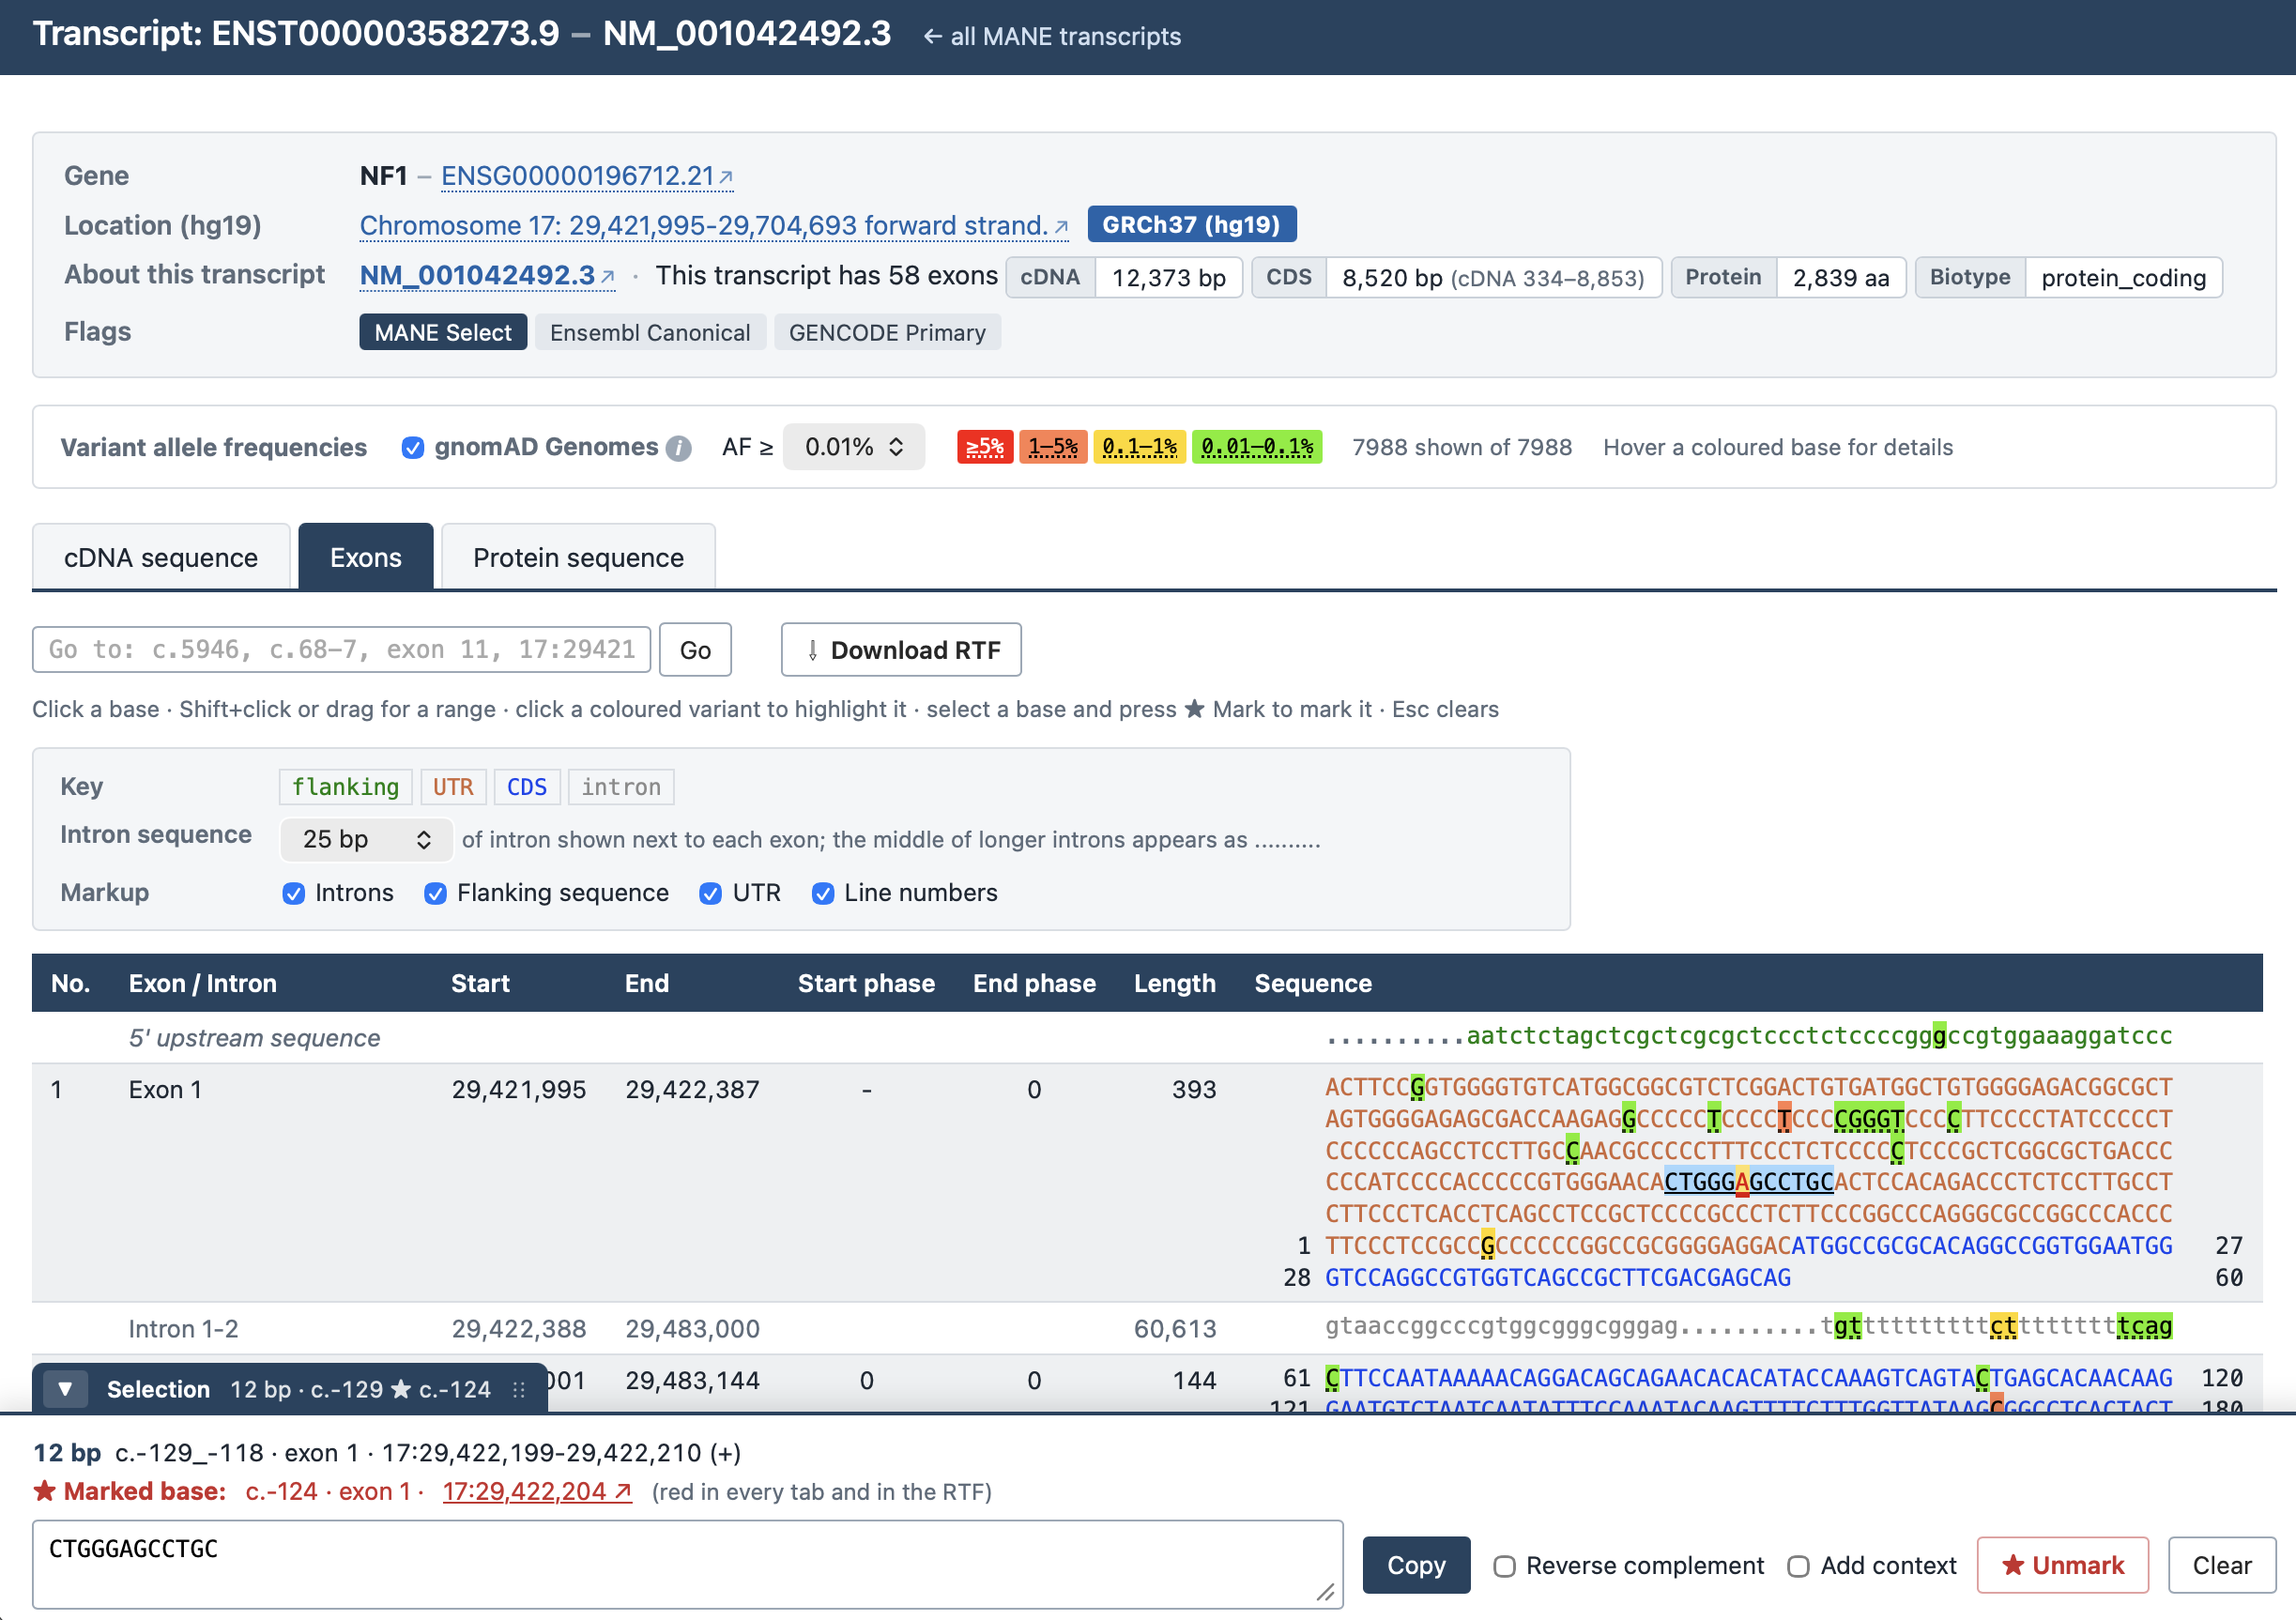 Transcript: ENST00000358273.9 – NM_001042492.3 ← all MANE transcripts
Gene NF1 – ENSG00000196712.21↗
Location (hg19) Chromosome 17: 29,421,995-29,704,693 forward strand.↗ GRCh37 (hg19)
About this transcript NM_001042492.3↗ · This transcript has 58 exons cDNA 12,373 bp CDS 8,520 bp (cDNA 334–8,853) Protein 2,839 aa Biotype protein_coding
Flags MANE Select Ensembl Canonical GENCODE Primary
Variant allele frequencies gnomAD Genomes i AF ≥ 0.01% ≥5% 1–5% 0.1–1% 0.01–0.1% 7988 shown of 7988 Hover a coloured base for details
cDNA sequence Exons Protein sequence
Go to: c.5946, c.68-7, exon 11, 17:29421 Go ↓ Download RTF
Click a base · Shift+click or drag for a range · click a coloured variant to highlight it · select a base and press ★ Mark to mark it · Esc clears
Key flanking UTR CDS intron
Intron sequence 25 bp of intron shown next to each exon; the middle of longer introns appears as ..........
Markup Introns Flanking sequence UTR Line numbers
No. Exon / Intron Start End Start phase End phase Length Sequence
5' upstream sequence ..........aatctctagctcgctcgcgctccctctccccgggccgtggaaaggatccc
1 Exon 1 29,421,995 29,422,387 - 0 393 ACTTCCGGTGGGGTGTCATGGCGGCGTCTCGGACTGTGATGGCTGTGGGGAGACGGCGCT
AGTGGGGAGAGCGACCAAGAGGCCCCCTCCCCTCCCCGGGTCCCCTTCCCCTATCCCCCT
CCCCCCAGCCTCCTTGCCAACGCCCCCTTTCCCTCTCCCCCTCCCGCTCGGCGCTGACCC
CCCATCCCCACCCCCGTGGGAACACTGGGAGCCTGCACTCCACAGACCCTCTCCTTGCCT
CTTCCCTCACCTCAGCCTCCGCTCCCCGCCCTCTTCCCGGCCCAGGGCGCCGGCCCACCC
1 TTCCCTCCGCCGCCCCCCGGCCGCGGGGAGGACATGGCCGCGCACAGGCCGGTGGAATGG 27
28 GTCCAGGCCGTGGTCAGCCGCTTCGACGAGCAG 60
Intron 1-2 29,422,388 29,483,000 60,613 gtaaccggcccgtggcgggcgggag..........tgttttttttttctttttttttcag
001 29,483,144 0 0 144 61 CTTCCAATAAAAACAGGACAGCAGAACACACATACCAAAGTCAGTACTGAGCACAACAAG 120
121 GAATGTCTAATCAATATTTCCAAATACAAGTTTTCTTTGGTTATAAGCGGCCTCACTACT 180
▼ Selection 12 bp · c.-129 ★ c.-124
12 bp c.-129_-118 · exon 1 · 17:29,422,199-29,422,210 (+)
★ Marked base: c.-124 · exon 1 · 17:29,422,204 ↗ (red in every tab and in the RTF)
CTGGGAGCCTGC Copy Reverse complement Add context ★ Unmark Clear